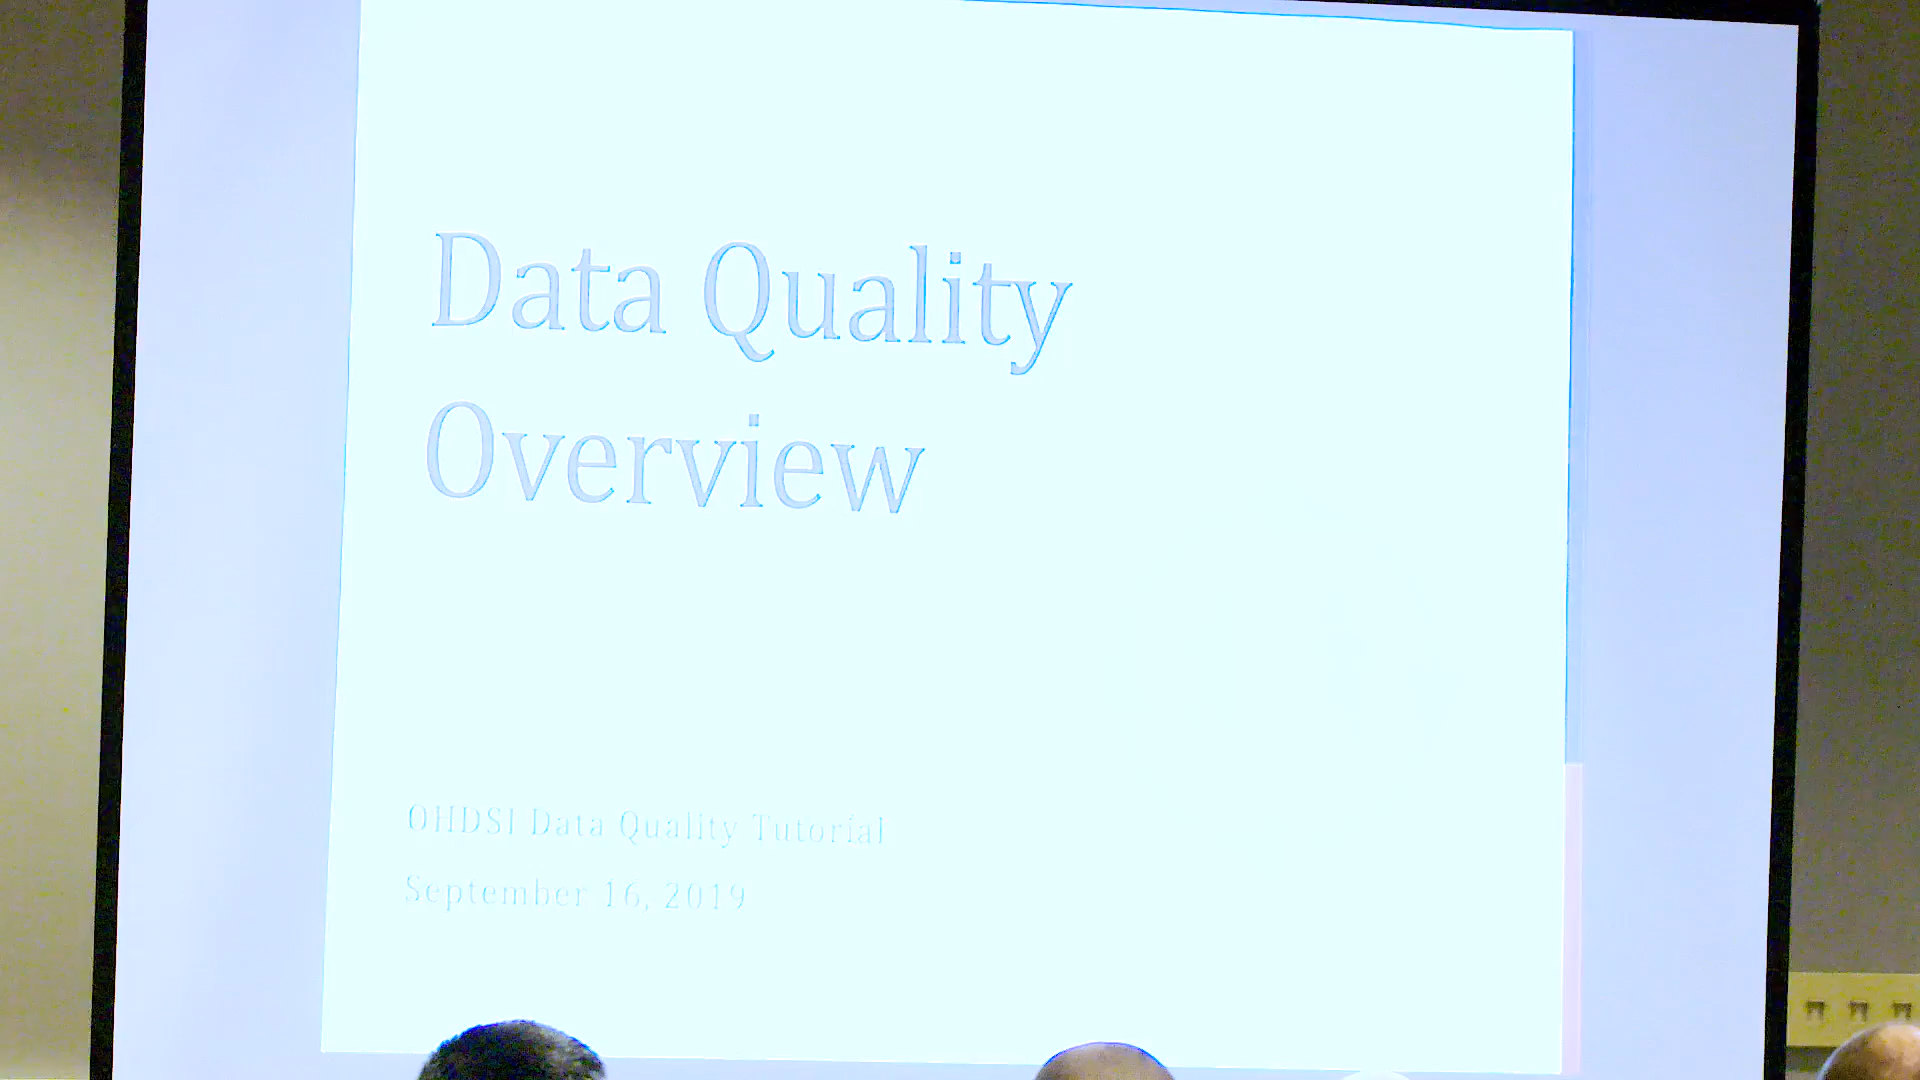 Data Quality
Overview
OHDSI Data Quality Tutorial
September 16, 2019